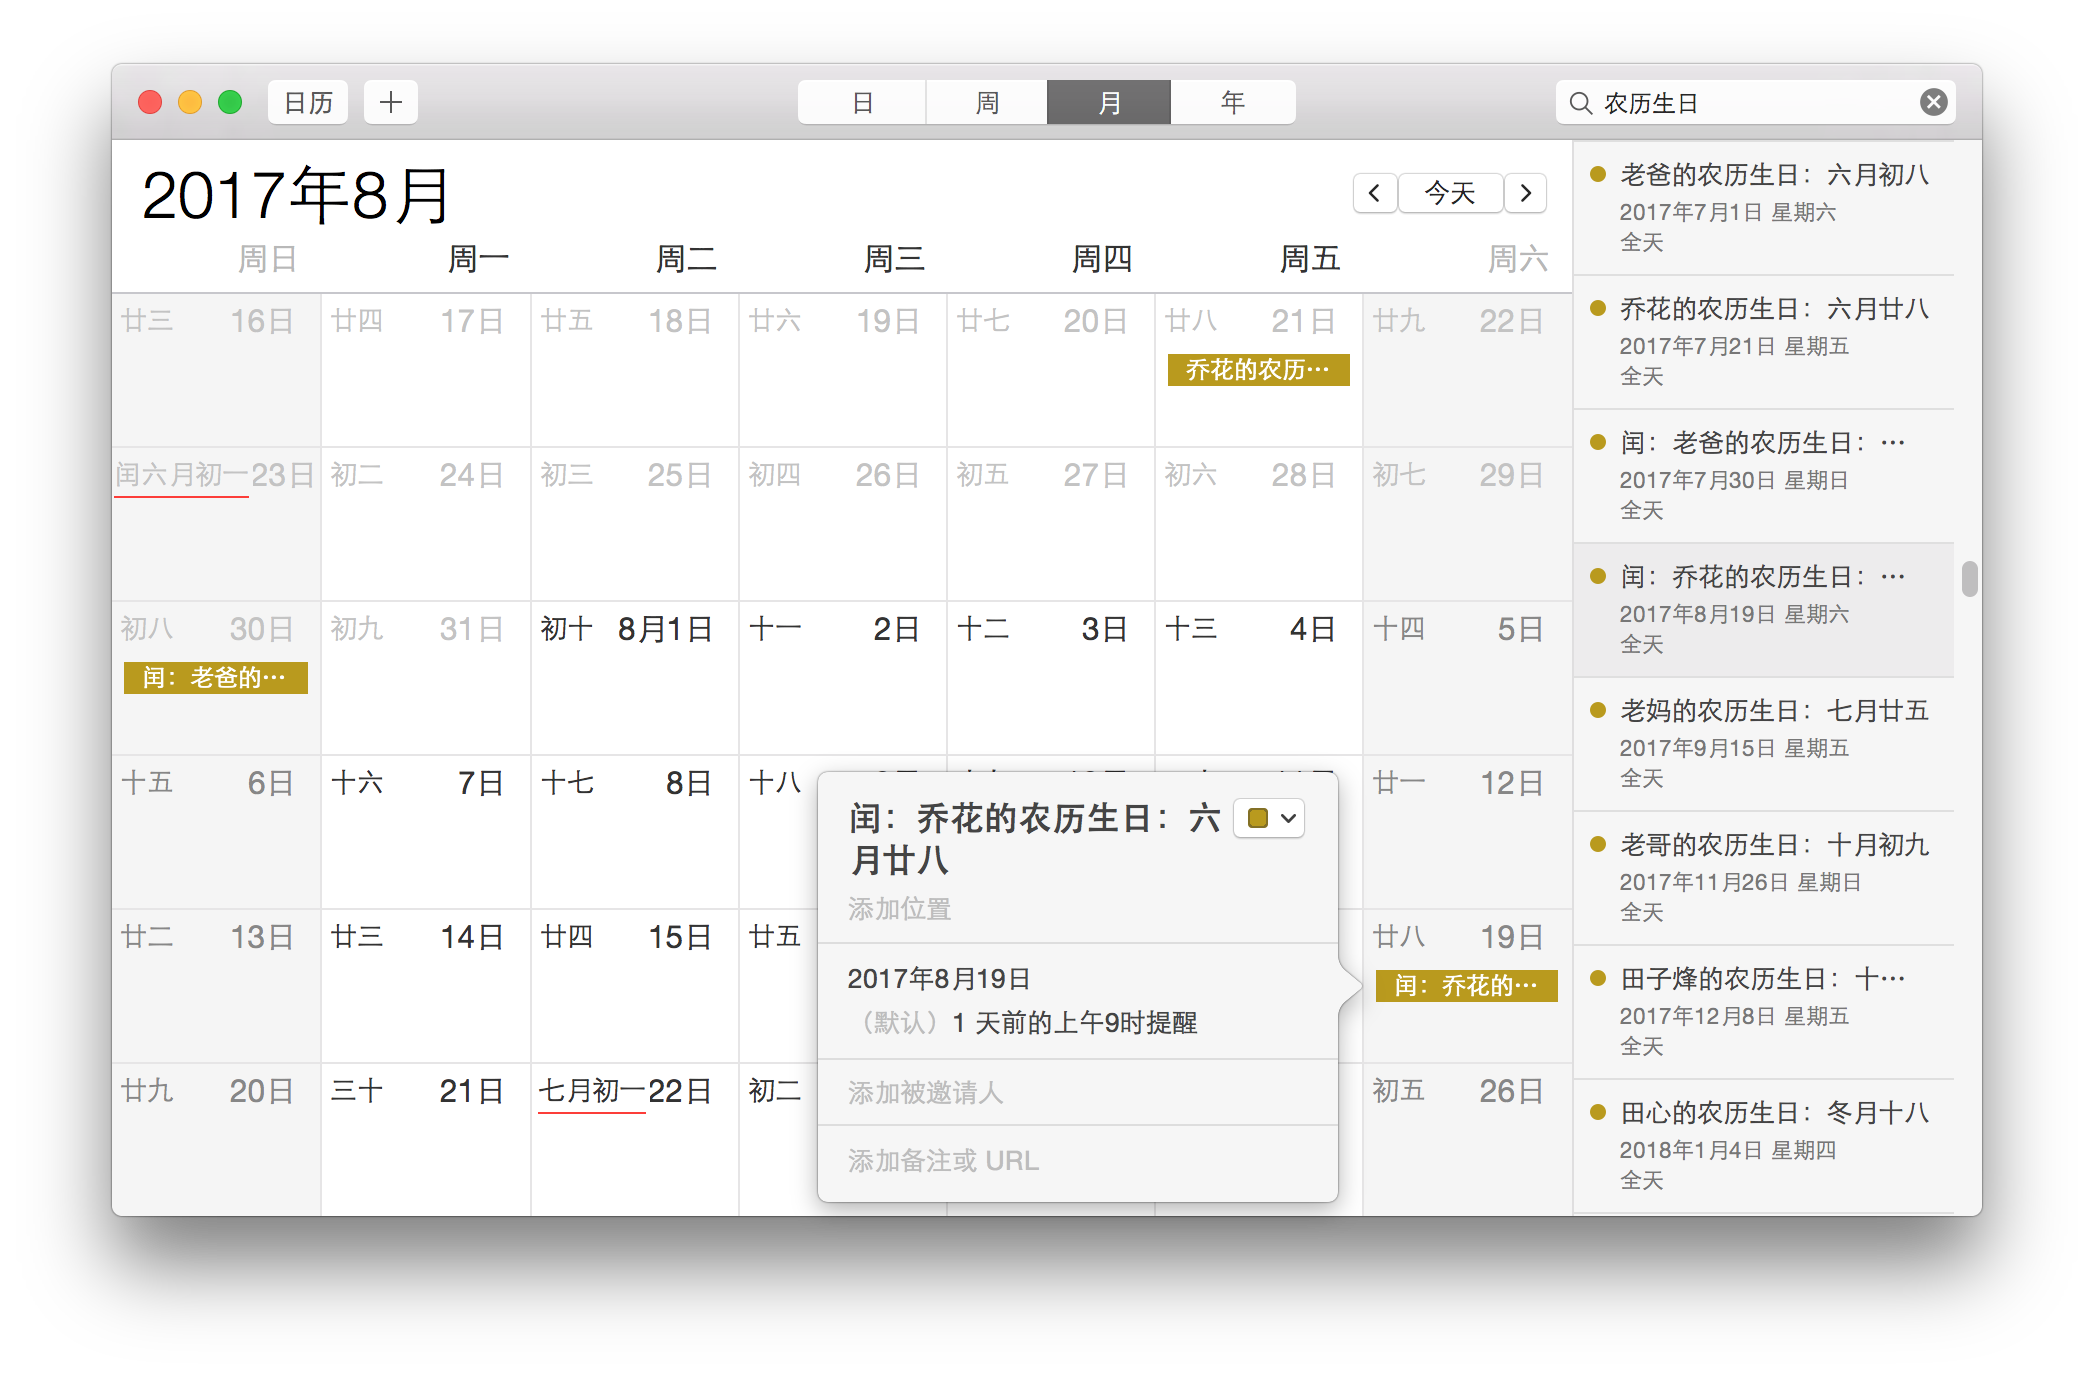 日历
日 周 月 年
农历生日
2017年8月
今天
周日 周一 周二 周三 周四 周五 周六
廿三 16日 廿四 17日 廿五 18日 廿六 19日 廿七 20日 廿八 21日 廿九 22日
乔花的农历…
闰六月初一 23日 初二 24日 初三 25日 初四 26日 初五 27日 初六 28日 初七 29日
初八 30日 初九 31日 初十 8月1日 十一 2日 十二 3日 十三 4日 十四 5日
闰：老爸的…
十五 6日 十六 7日 十七 8日 十八 廿一 12日
廿二 13日 廿三 14日 廿四 15日 廿五 廿八 19日
闰：乔花的…
廿九 20日 三十 21日 七月初一 22日 初二 初五 26日
闰：乔花的农历生日：六
月廿八
添加位置
2017年8月19日
（默认）1 天前的上午9时提醒
添加被邀请人
添加备注或 URL
老爸的农历生日：六月初八
2017年7月1日 星期六
全天
乔花的农历生日：六月廿八
2017年7月21日 星期五
全天
闰：老爸的农历生日：…
2017年7月30日 星期日
全天
闰：乔花的农历生日：…
2017年8月19日 星期六
全天
老妈的农历生日：七月廿五
2017年9月15日 星期五
全天
老哥的农历生日：十月初九
2017年11月26日 星期日
全天
田子烽的农历生日：十…
2017年12月8日 星期五
全天
田心的农历生日：冬月十八
2018年1月4日 星期四
全天